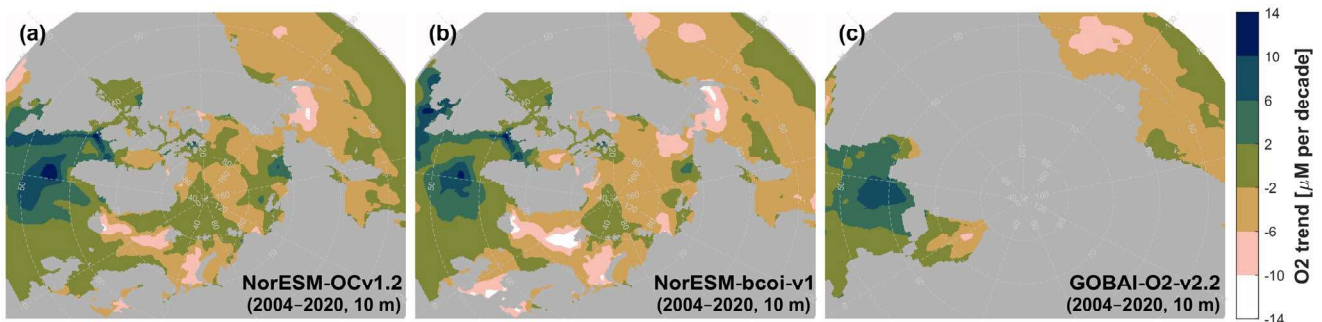 (a)
NorESM-OCv1.2
(2004–2020, 10 m)
(b)
NorESM-bcoi-v1
(2004–2020, 10 m)
(c)
GOBAI-O2-v2.2
(2004–2020, 10 m)
14
10
6
2
-2
-6
-10
-14
O2 trend [μM per decade]